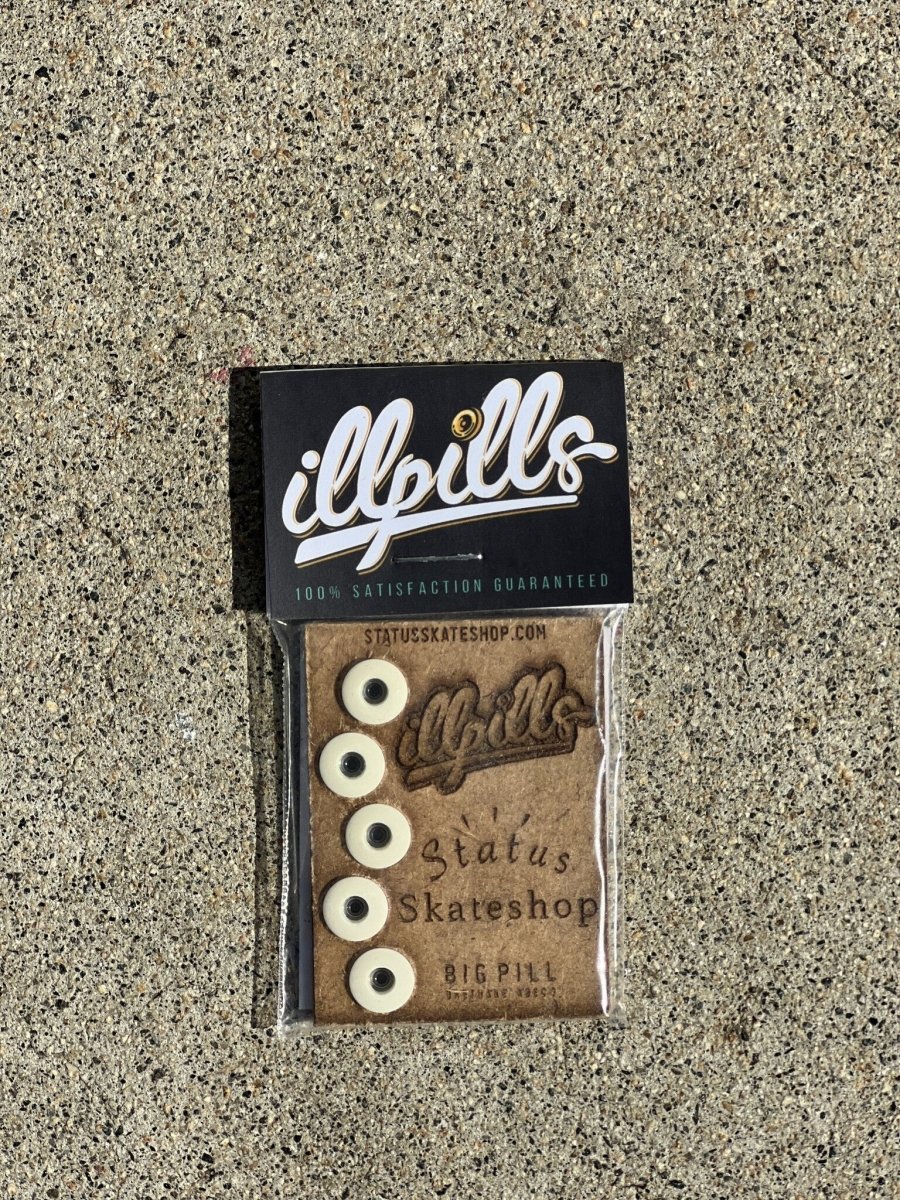 illpills
100% SATISFACTION GUARANTEED
STATUSSKATESHOP.COM
illpills
Status
Skateshop
BIG PILL